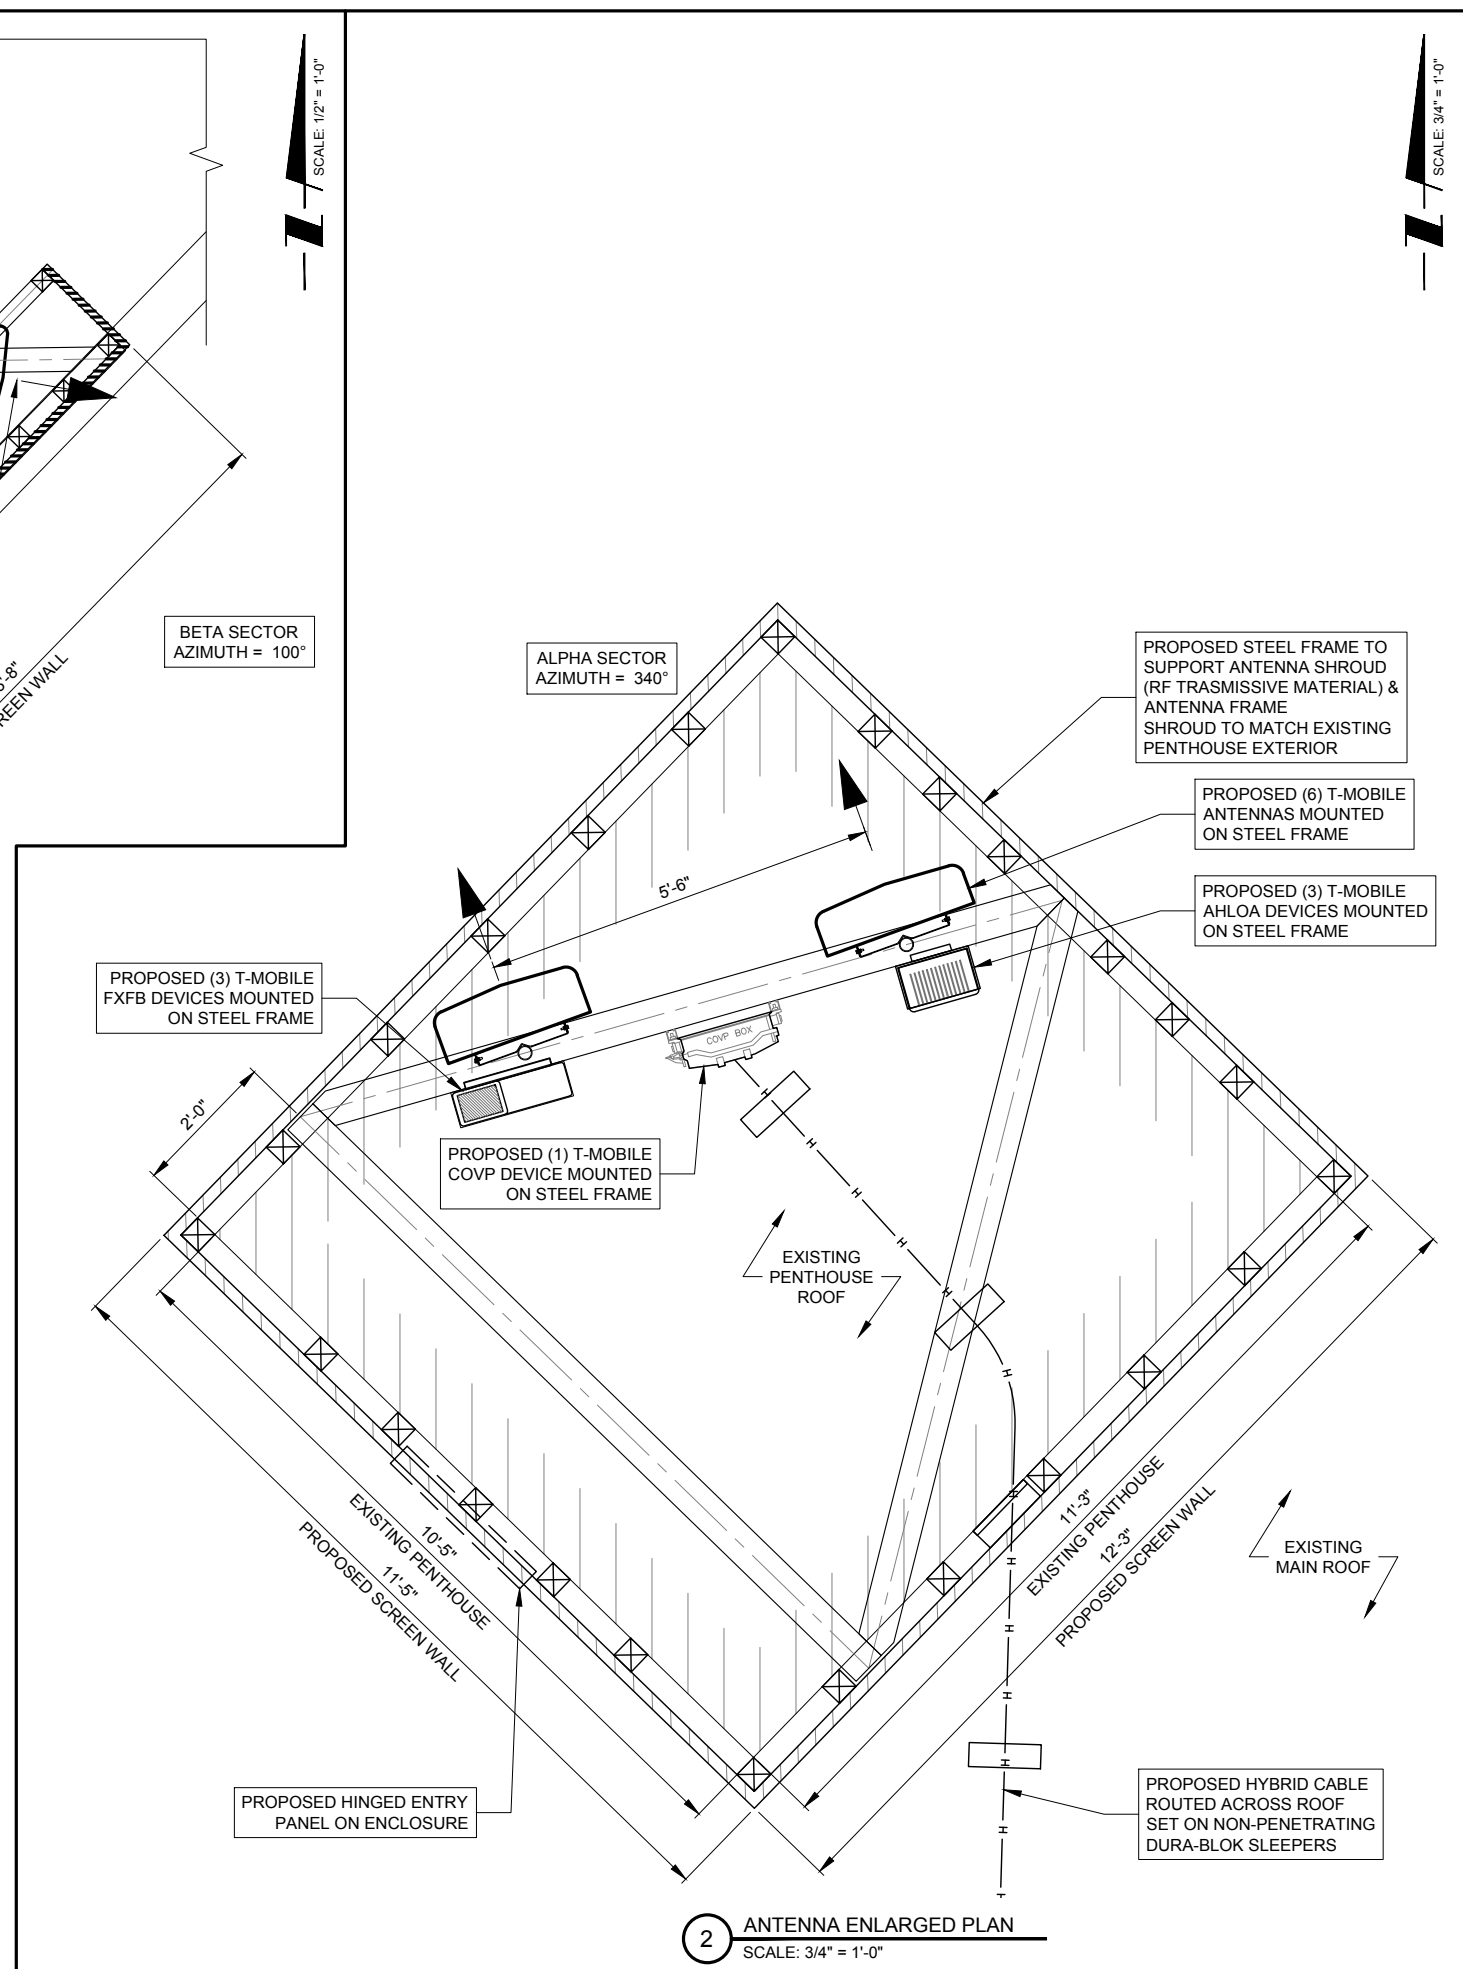 SCALE: 1/2" = 1'-0"
SCALE: 3/4" = 1'-0"
BETA SECTOR
AZIMUTH = 100°
ALPHA SECTOR
AZIMUTH = 340°
PROPOSED STEEL FRAME TO
SUPPORT ANTENNA SHROUD
(RF TRASMISSIVE MATERIAL) &
ANTENNA FRAME
SHROUD TO MATCH EXISTING
PENTHOUSE EXTERIOR
PROPOSED (6) T-MOBILE
ANTENNAS MOUNTED
ON STEEL FRAME
5'-6"
PROPOSED (3) T-MOBILE
AHLOA DEVICES MOUNTED
ON STEEL FRAME
PROPOSED (3) T-MOBILE
FXFB DEVICES MOUNTED
ON STEEL FRAME
COVP BOX
2'-0"
PROPOSED (1) T-MOBILE
COVP DEVICE MOUNTED
ON STEEL FRAME
H
H
H
H
H
H
H
H
H
H
H
H
EXISTING
PENTHOUSE
ROOF
10'-5"
EXISTING PENTHOUSE
11'-5"
PROPOSED SCREEN WALL
11'-3"
EXISTING PENTHOUSE
12'-3"
PROPOSED SCREEN WALL
EXISTING
MAIN ROOF
PROPOSED HINGED ENTRY
PANEL ON ENCLOSURE
PROPOSED HYBRID CABLE
ROUTED ACROSS ROOF
SET ON NON-PENETRATING
DURA-BLOK SLEEPERS
2
ANTENNA ENLARGED PLAN
SCALE: 3/4" = 1'-0"
WALL